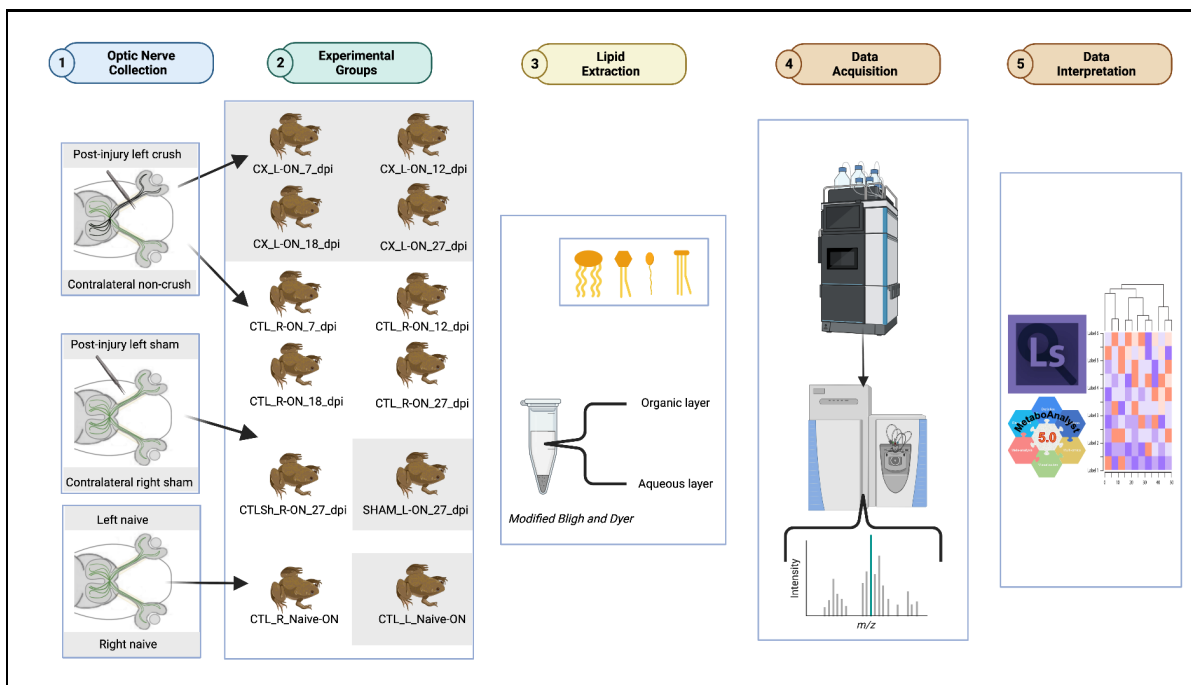 1
Optic Nerve
Collection
2
Experimental
Groups
3
Lipid
Extraction
4
Data
Acquisition
5
Data
Interpretation
Post-injury left crush
Contralateral non-crush
Post-injury left sham
Contralateral right sham
Left naive
Right naive
CX_L-ON_7_dpi
CX_L-ON_12_dpi
CX_L-ON_18_dpi
CX_L-ON_27_dpi
CTL_R-ON_7_dpi
CTL_R-ON_12_dpi
CTL_R-ON_18_dpi
CTL_R-ON_27_dpi
CTLSh_R-ON_27_dpi
SHAM_L-ON_27_dpi
CTL_R_Naive-ON
CTL_L_Naive-ON
Organic layer
Aqueous layer
Modified Bligh and Dyer
Intensity
m/z
Ls
MetaboAnalyst
5.0